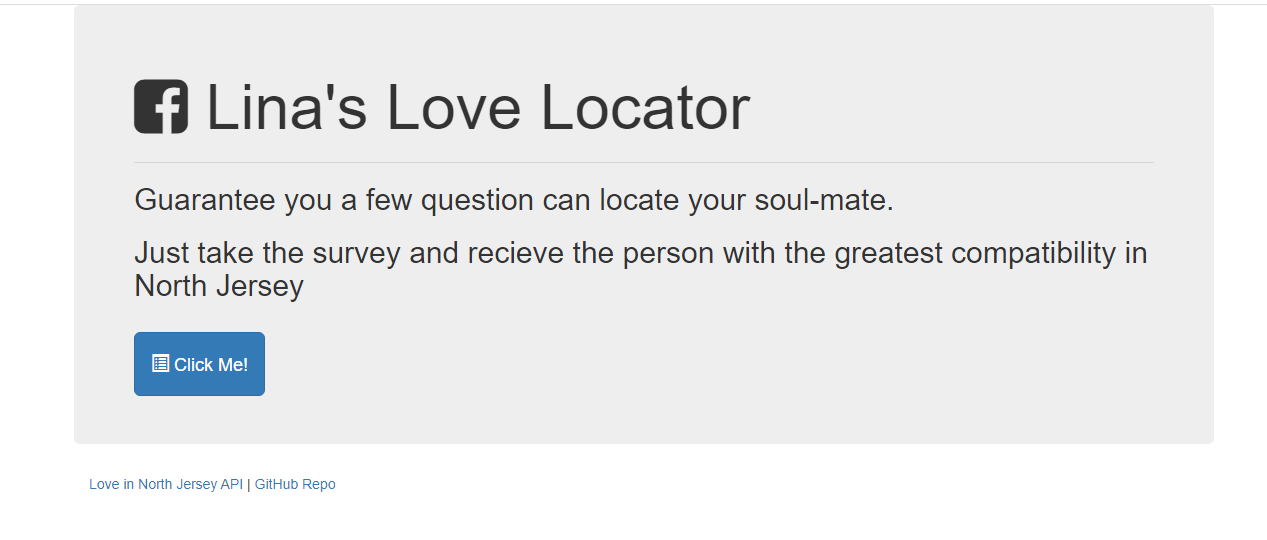 Lina's Love Locator
Guarantee you a few question can locate your soul-mate.
Just take the survey and recieve the person with the greatest compatibility in
North Jersey
Click Me!
Love in North Jersey API | GitHub Repo